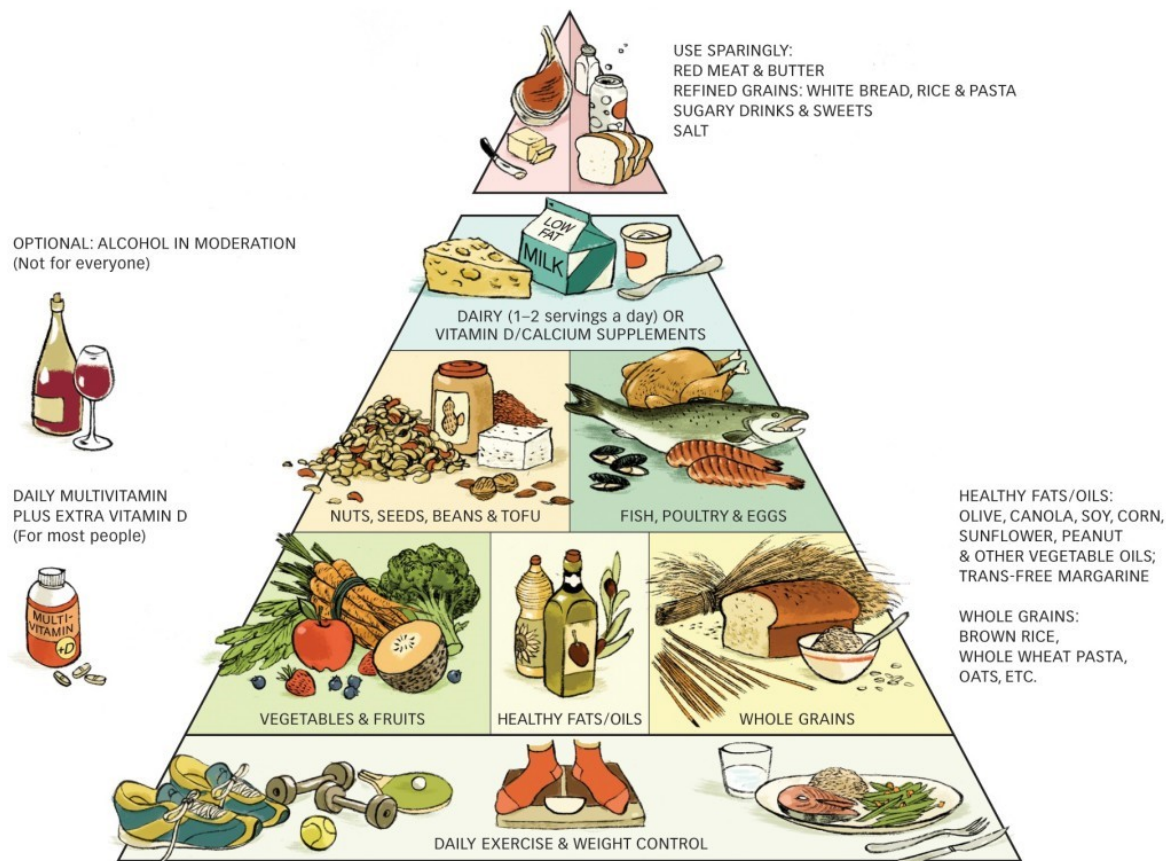 USE SPARINGLY:
RED MEAT & BUTTER
REFINED GRAINS: WHITE BREAD, RICE & PASTA
SUGARY DRINKS & SWEETS
SALT
OPTIONAL: ALCOHOL IN MODERATION
(Not for everyone)
LOW
FAT
MILK
DAIRY (1–2 servings a day) OR
VITAMIN D/CALCIUM SUPPLEMENTS
DAILY MULTIVITAMIN
PLUS EXTRA VITAMIN D
(For most people)
MULTI-
VITAMIN
+D
NUTS, SEEDS, BEANS & TOFU
FISH, POULTRY & EGGS
HEALTHY FATS/OILS:
OLIVE, CANOLA, SOY, CORN,
SUNFLOWER, PEANUT
& OTHER VEGETABLE OILS;
TRANS-FREE MARGARINE
WHOLE GRAINS:
BROWN RICE,
WHOLE WHEAT PASTA,
OATS, ETC.
VEGETABLES & FRUITS
HEALTHY FATS/OILS
WHOLE GRAINS
DAILY EXERCISE & WEIGHT CONTROL